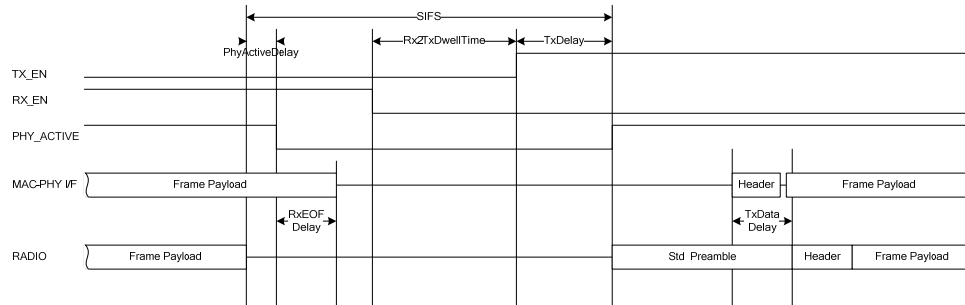 SIFS
PhyActiveDelay
Rx2TxDwellTime
TxDelay
TX_EN
RX_EN
PHY_ACTIVE
MAC-PHY I/F
Frame Payload
Header
Frame Payload
RxEOF
Delay
TxData
Delay
RADIO
Frame Payload
Std Preamble
Header
Frame Payload